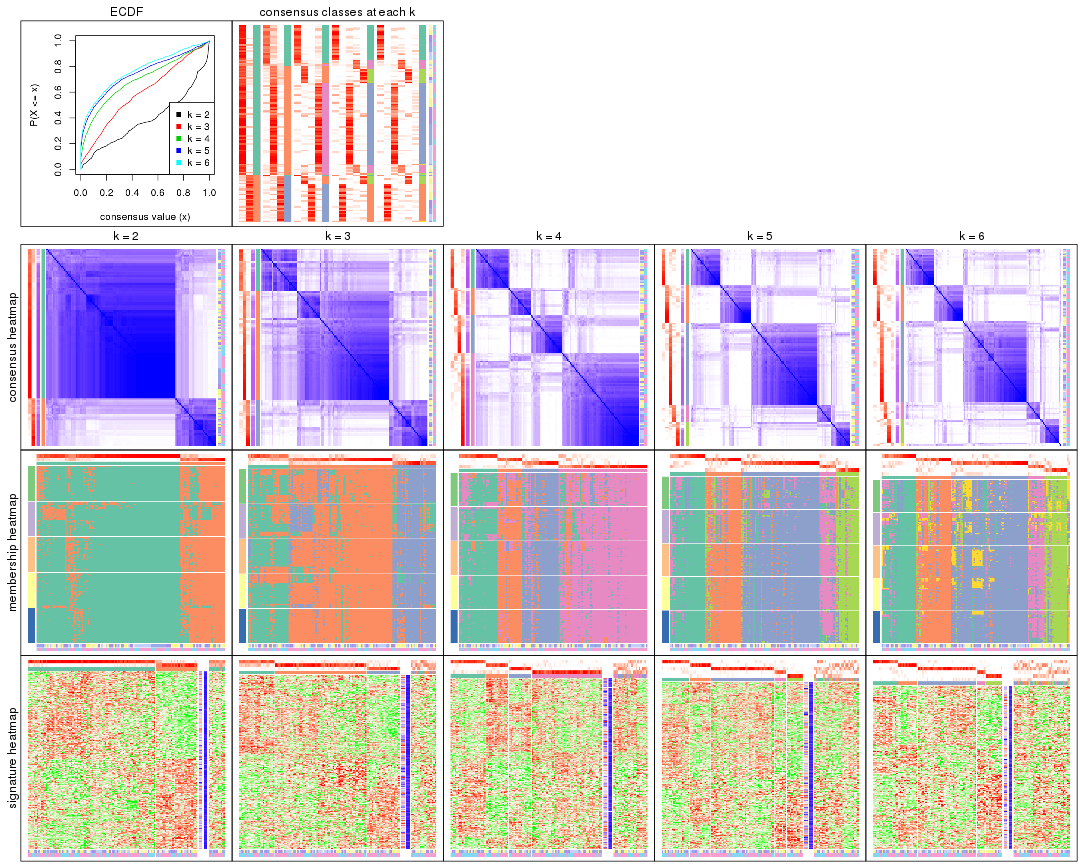 ECDF
consensus classes at each k
P(X <= x)
0.0 0.2 0.4 0.6 0.8 1.0
k = 2
k = 3
k = 4
k = 5
k = 6
0.0 0.2 0.4 0.6 0.8 1.0
consensus value (x)
k = 2
k = 3
k = 4
k = 5
k = 6
consensus heatmap
membership heatmap
signature heatmap